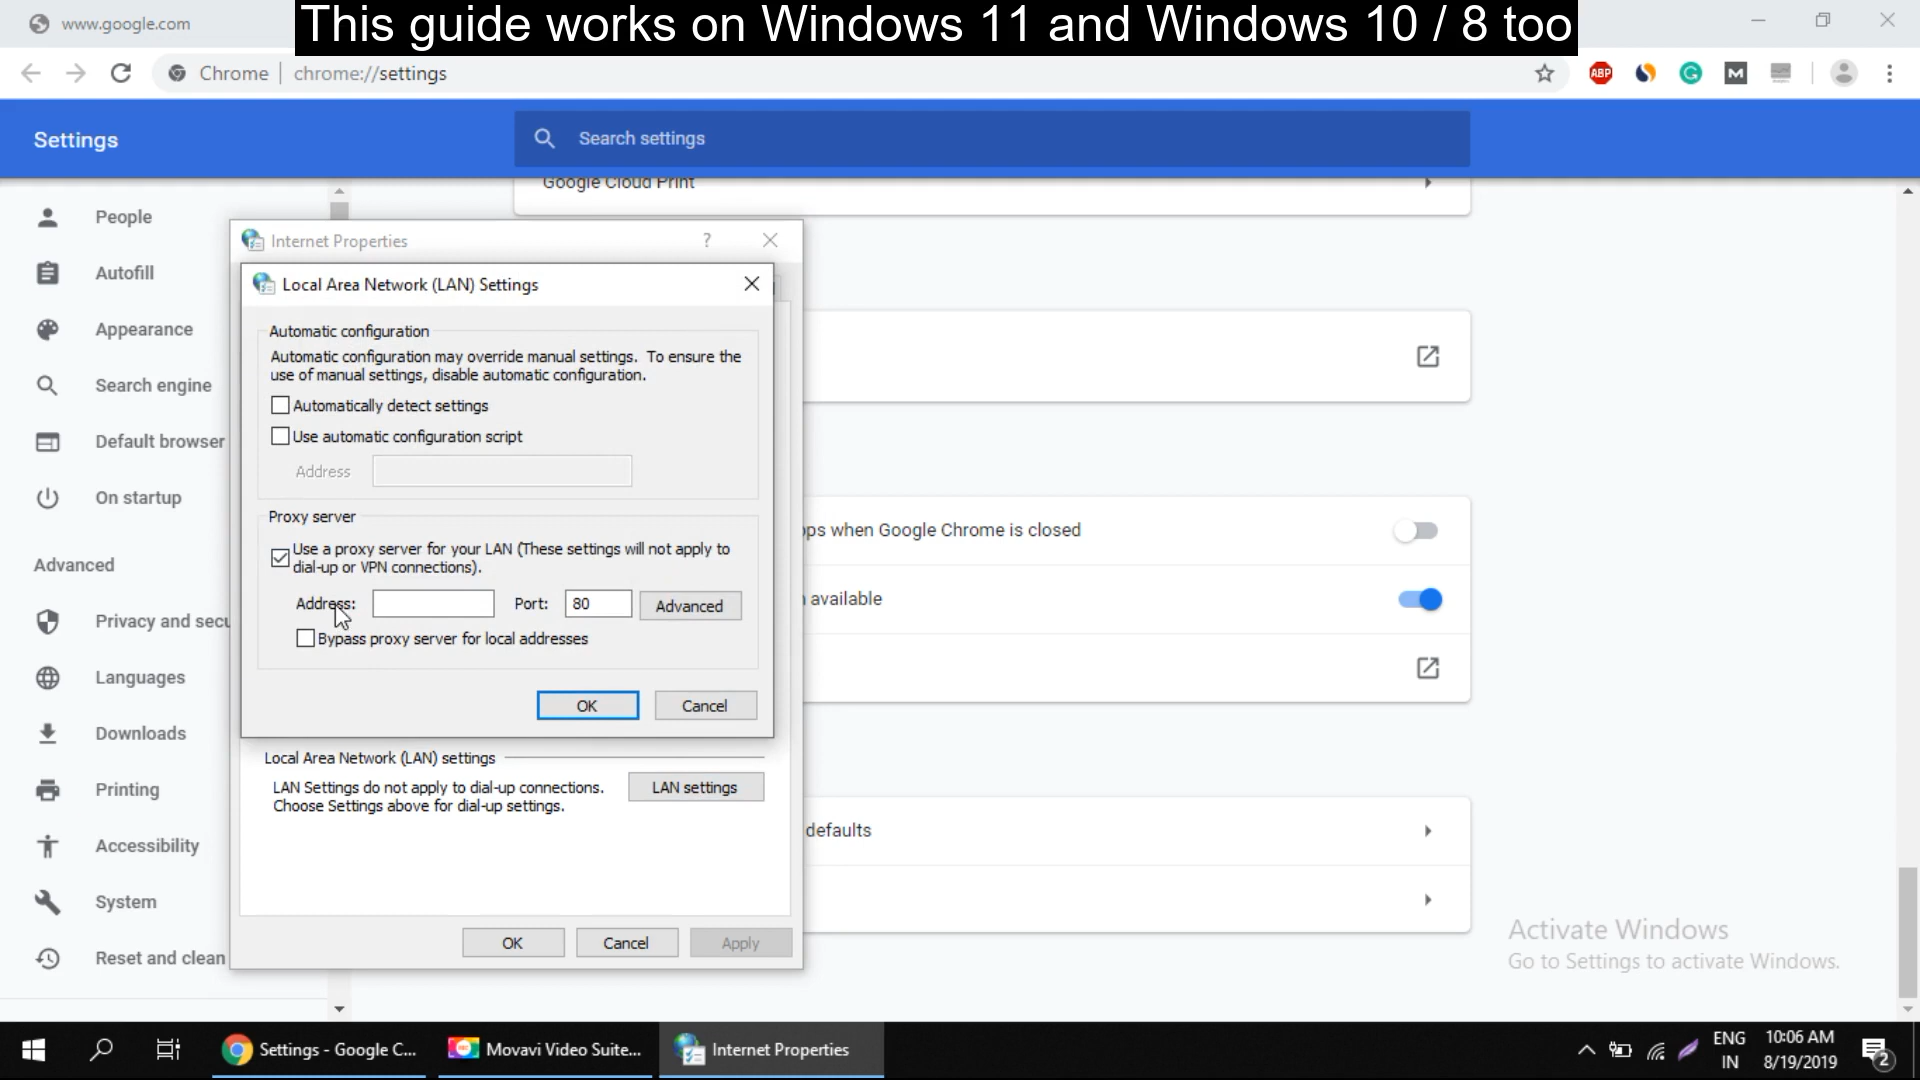 www.google.com
This guide works on Windows 11 and Windows 10 / 8 too
Chrome
chrome://settings
ABP
G
M
Settings
Search settings
Google Cloud Print
People
Autofill
Appearance
Search engine
Default browser
On startup
Advanced
Privacy and secu
Languages
Downloads
Printing
Accessibility
System
Reset and clean
Internet Properties
?
Local Area Network (LAN) Settings
Automatic configuration
Automatic configuration may override manual settings. To ensure the
use of manual settings, disable automatic configuration.
Automatically detect settings
Use automatic configuration script
Address
Proxy server
Use a proxy server for your LAN (These settings will not apply to
dial-up or VPN connections).
Address:
Port:
80
Advanced
Bypass proxy server for local addresses
OK
Cancel
Local Area Network (LAN) settings
LAN Settings do not apply to dial-up connections.
Choose Settings above for dial-up settings.
LAN settings
OK
Cancel
Apply
ps when Google Chrome is closed
available
defaults
Activate Windows
Go to Settings to activate Windows.
Settings - Google C...
Movavi Video Suite...
Internet Properties
ENG
IN
10:06 AM
8/19/2019
2